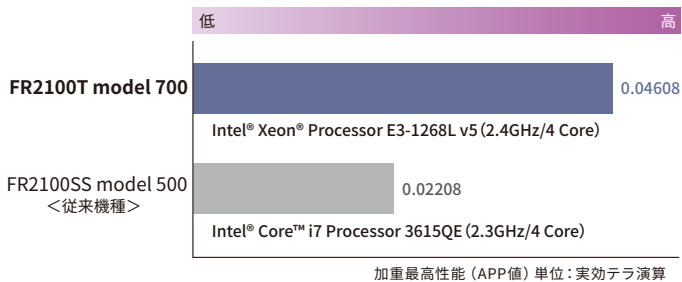 低 高
FR2100T model 700
0.04608
Intel® Xeon® Processor E3-1268L v5（2.4GHz/4 Core）
FR2100SS model 500
＜従来機種＞
0.02208
Intel® Core™ i7 Processor 3615QE（2.3GHz/4 Core）
加重最高性能（APP値）単位：実効テラ演算